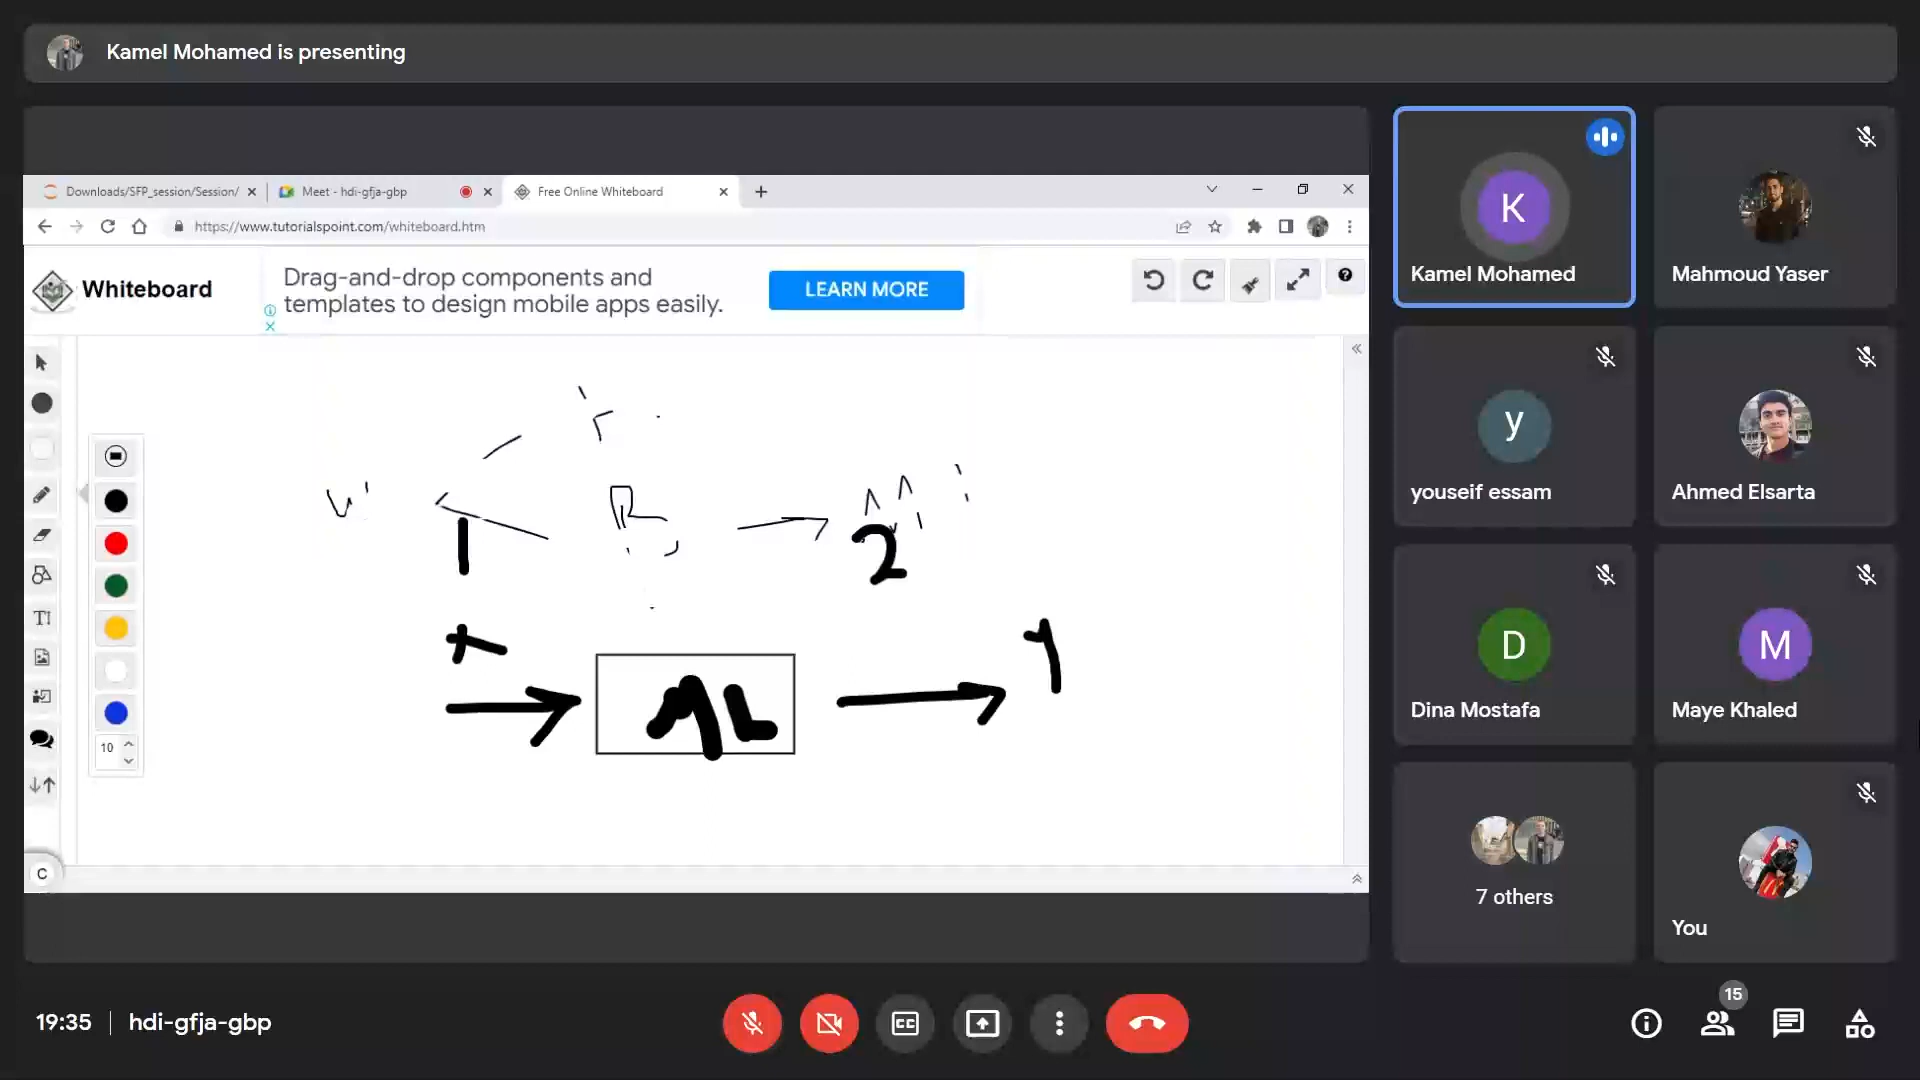 Kamel Mohamed is presenting
Downloads/SFP_session/Session/
Meet - hdi-gfja-gbp
Free Online Whiteboard
https://www.tutorialspoint.com/whiteboard.htm
Whiteboard
Drag-and-drop components and
templates to design mobile apps easily.
LEARN MORE
1
2
ML
10
C
K
Kamel Mohamed
Mahmoud Yaser
y
youseif essam
Ahmed Elsarta
D
Dina Mostafa
M
Maye Khaled
7 others
You
19:35
hdi-gfja-gbp
CC
15